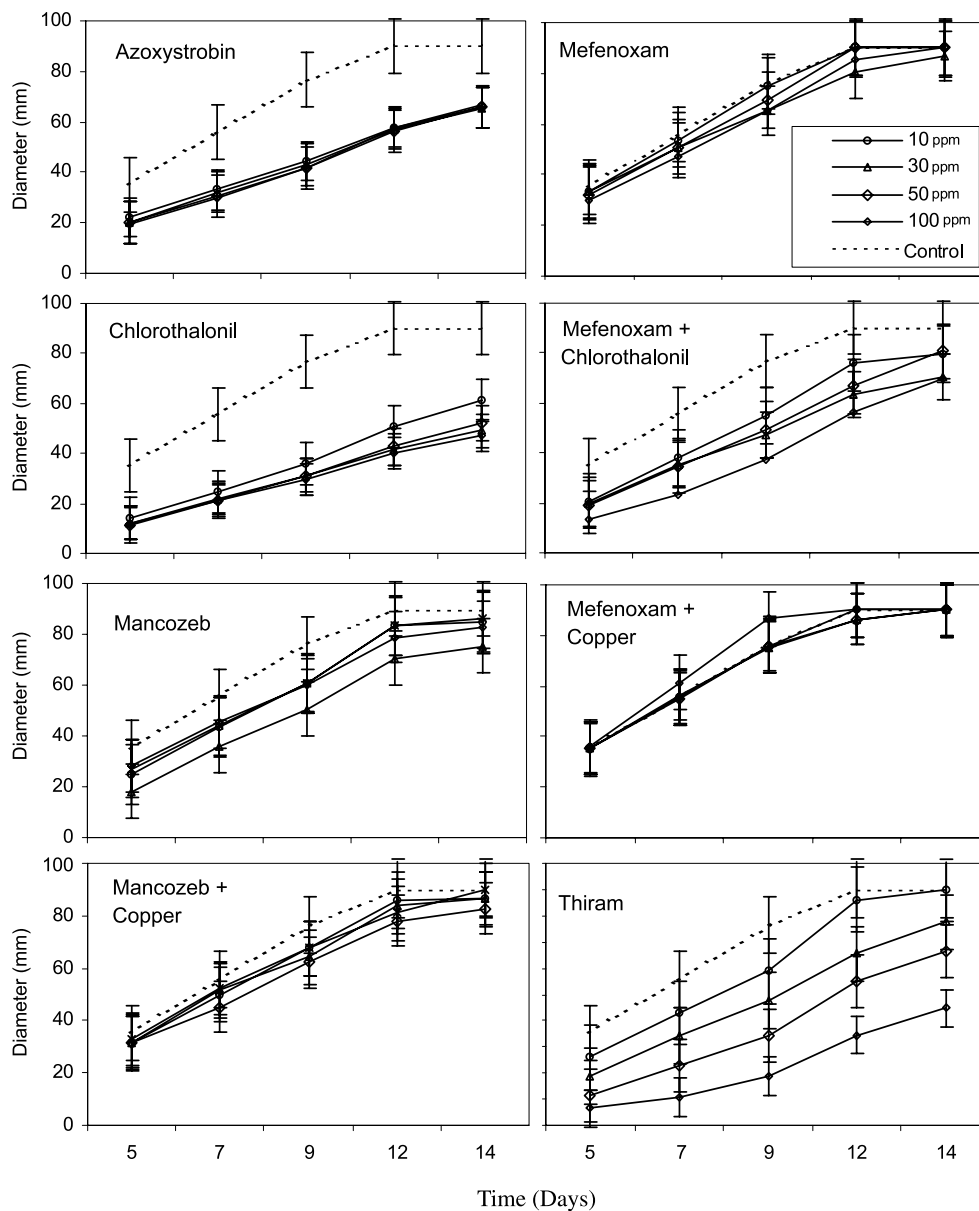 Azoxystrobin
Diameter (mm)
100
80
60
40
20
0
Mefenoxam
10 ppm
30 ppm
50 ppm
100 ppm
Control
Chlorothalonil
Diameter (mm)
100
80
60
40
20
0
Mefenoxam +
Chlorothalonil
Mancozeb
Diameter (mm)
100
80
60
40
20
0
Mefenoxam +
Copper
Mancozeb +
Copper
Diameter (mm)
100
80
60
40
20
0
5 7 9 12 14
Thiram
5 7 9 12 14
Time (Days)